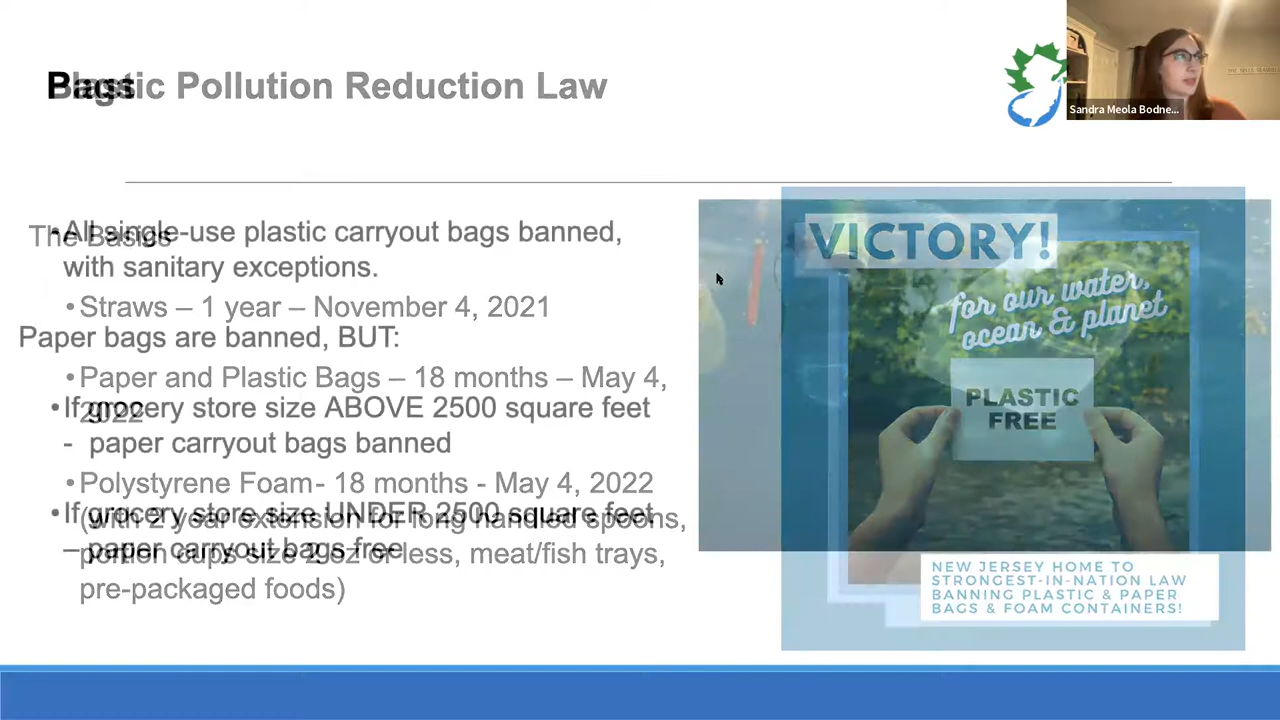 Plastic Pollution Reduction Law
Bags
The Basics
• All single-use plastic carryout bags banned,
with sanitary exceptions.
• Straws – 1 year – November 4, 2021
Paper bags are banned, BUT:
• Paper and Plastic Bags – 18 months – May 4,
2022
• If grocery store size ABOVE 2500 square feet
- paper carryout bags banned
• Polystyrene Foam- 18 months - May 4, 2022
• If grocery store size UNDER 2500 square feet
(with 2 year extension for long handled spoons,
– paper carryout bags free
portion cups size 2 oz or less, meat/fish trays,
pre-packaged foods)
VICTORY!
for our water,
ocean & planet
PLASTIC
FREE
NEW JERSEY HOME TO
STRONGEST-IN-NATION LAW
BANNING PLASTIC & PAPER
BAGS & FOAM CONTAINERS!
Sandra Meola Bodne...